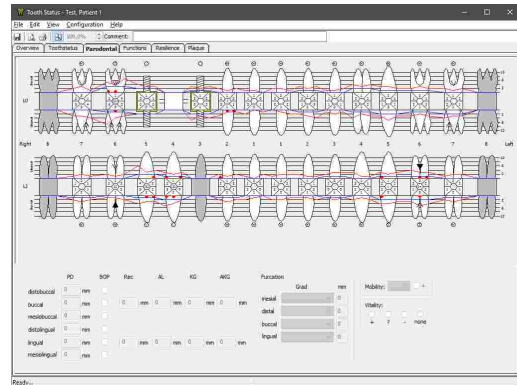 Tooth Status - Test, Patient 1
File Edit View Configuration Help
100,0% Comment:
Overview Toothstatus Parodontal Functions Resilience Plaque
Right 8 7 6 5 4 3 2 1 1 2 3 4 5 6 7 8 Left
PD BOP Rec AL KG AKG Furcation
Grad mm Mobility: +
distobuccal 0 mm
buccal 0 mm 0 mm 0 mm 0 mm 0 mm mesial 0
mesiobuccal 0 mm distal 0 Vitality:
distolingual 0 mm buccal 0
lingual 0 mm 0 mm 0 mm 0 mm 0 mm lingual 0 + ? - none
mesiolingual 0 mm
Ready...